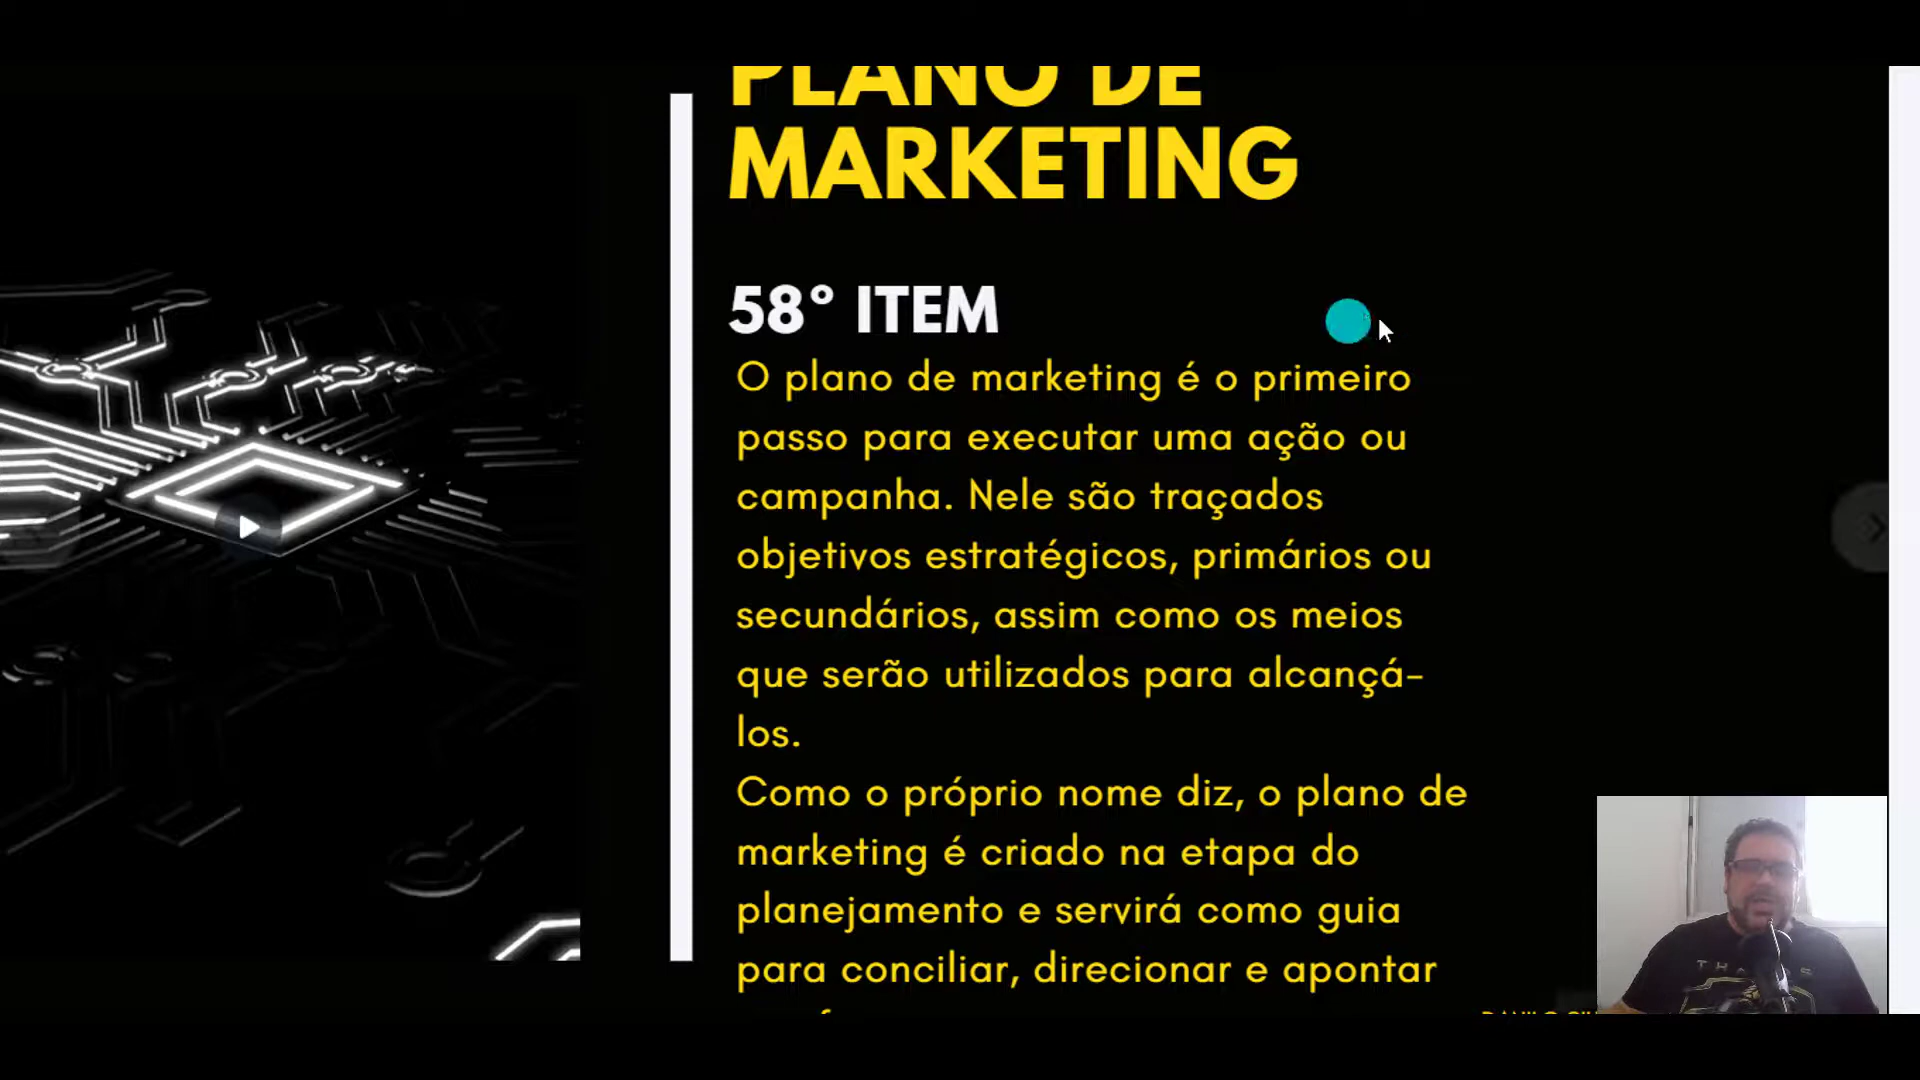 PLANO DE
MARKETING
58° ITEM
O plano de marketing é o primeiro
passo para executar uma ação ou
campanha. Nele são traçados
objetivos estratégicos, primários ou
secundários, assim como os meios
que serão utilizados para alcançá-
los.
Como o próprio nome diz, o plano de
marketing é criado na etapa do
planejamento e servirá como guia
para conciliar, direcionar e apontar